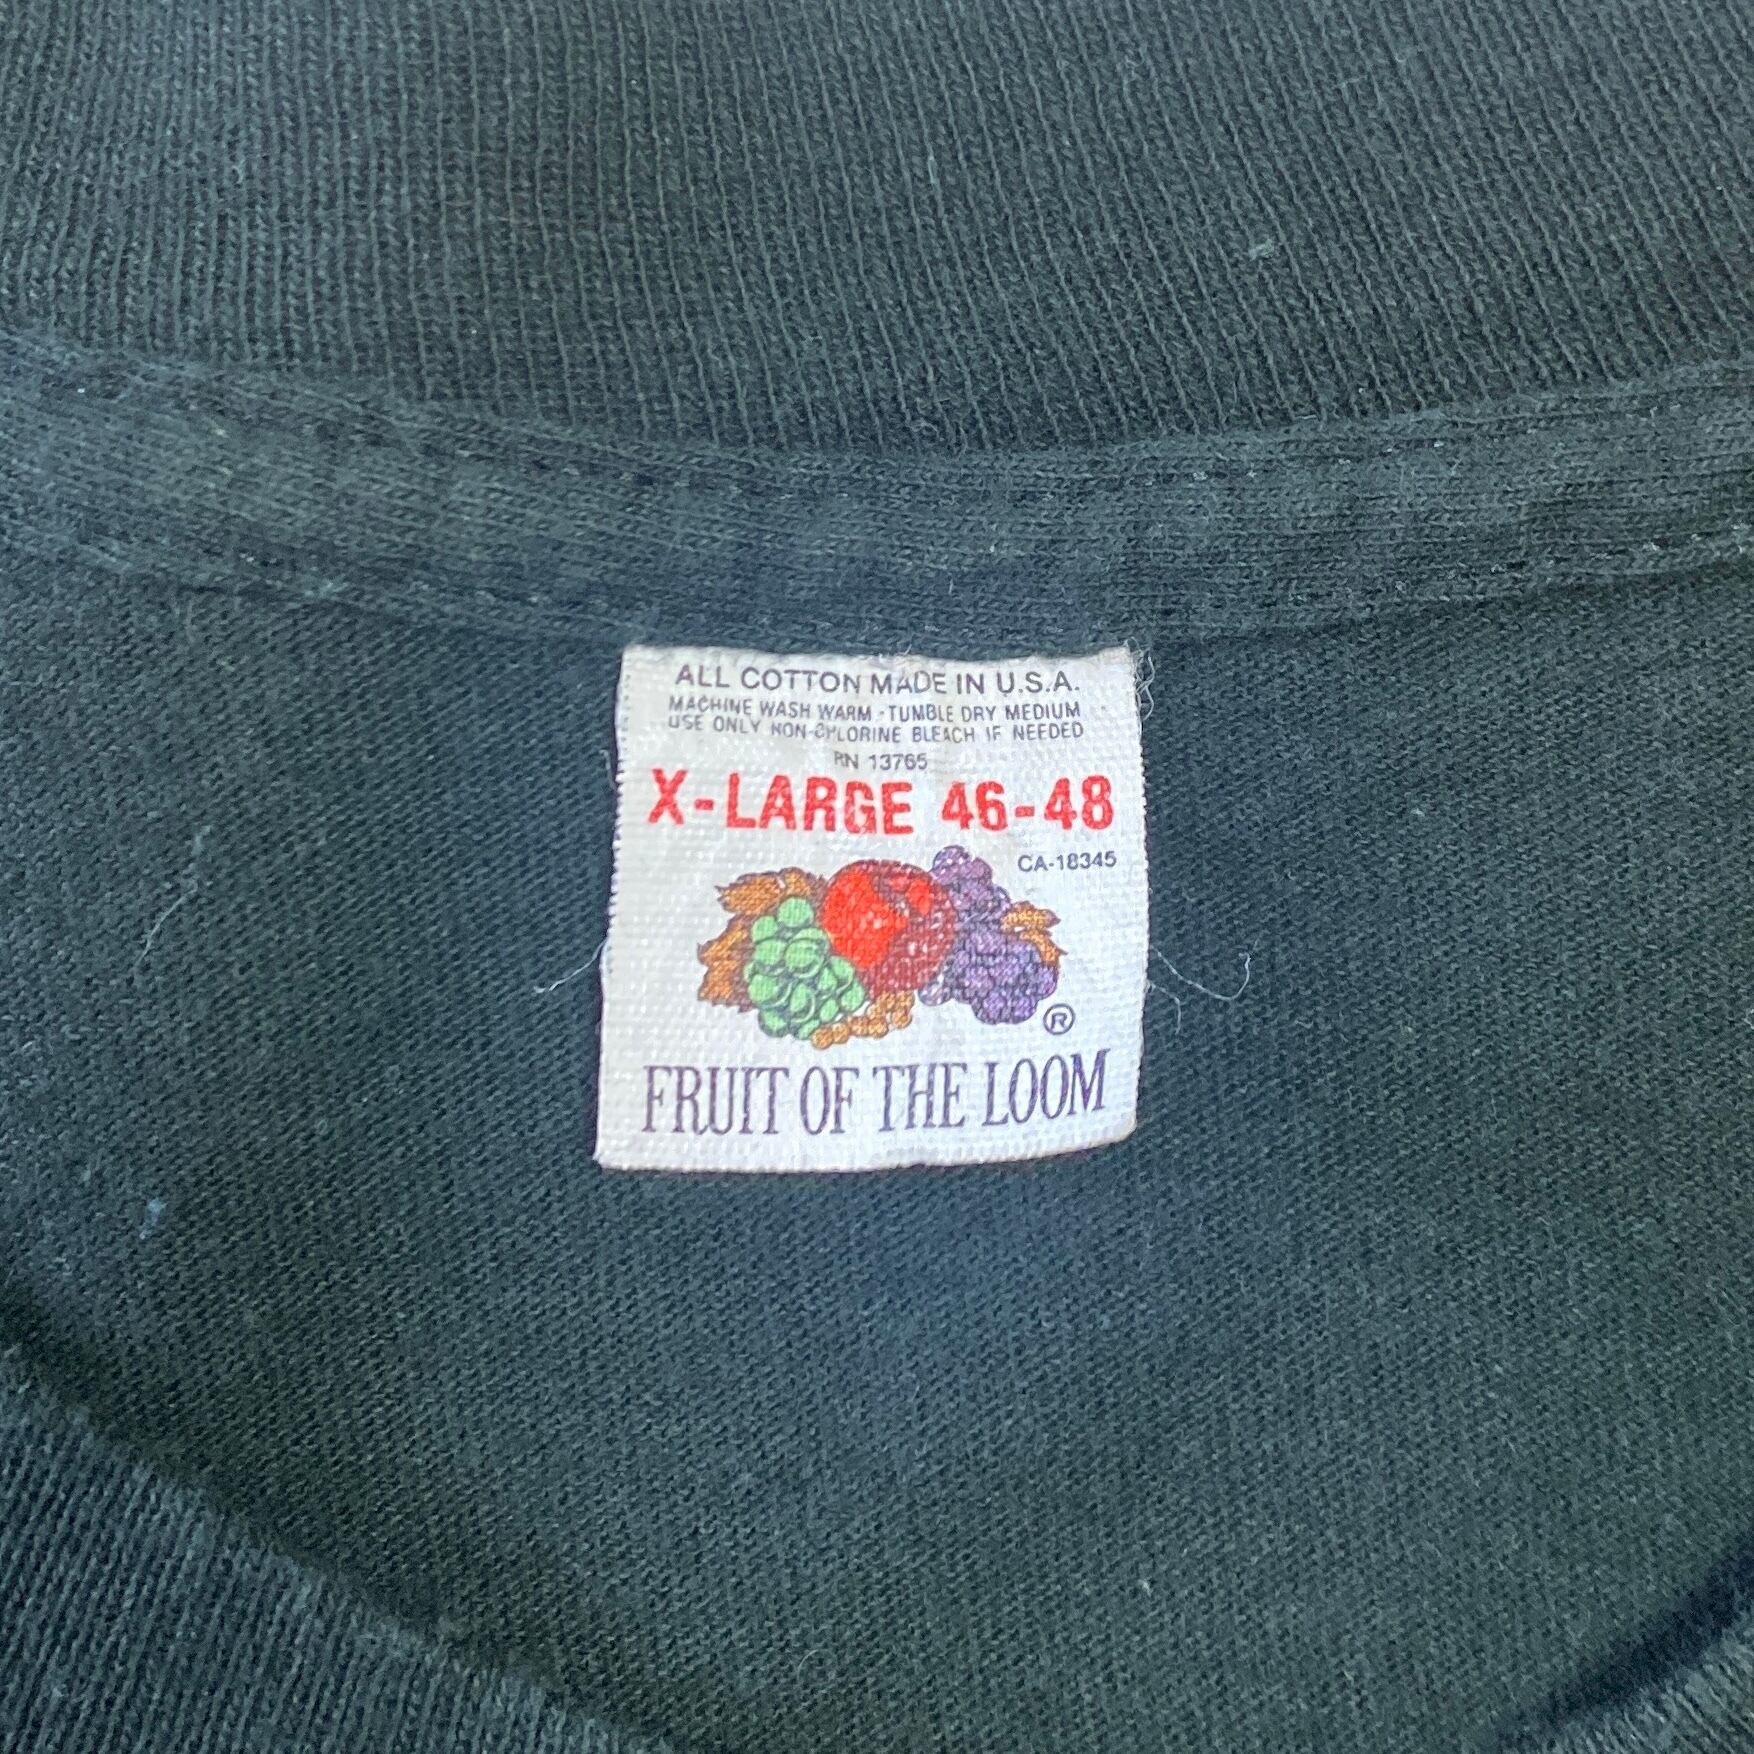 ALL COTTON MADE IN U.S.A.
MACHINE WASH WARM - TUMBLE DRY MEDIUM
USE ONLY NON-CHLORINE BLEACH IF NEEDED
RN 13765
X-LARGE 46-48
CA-18345
®
FRUIT OF THE LOOM